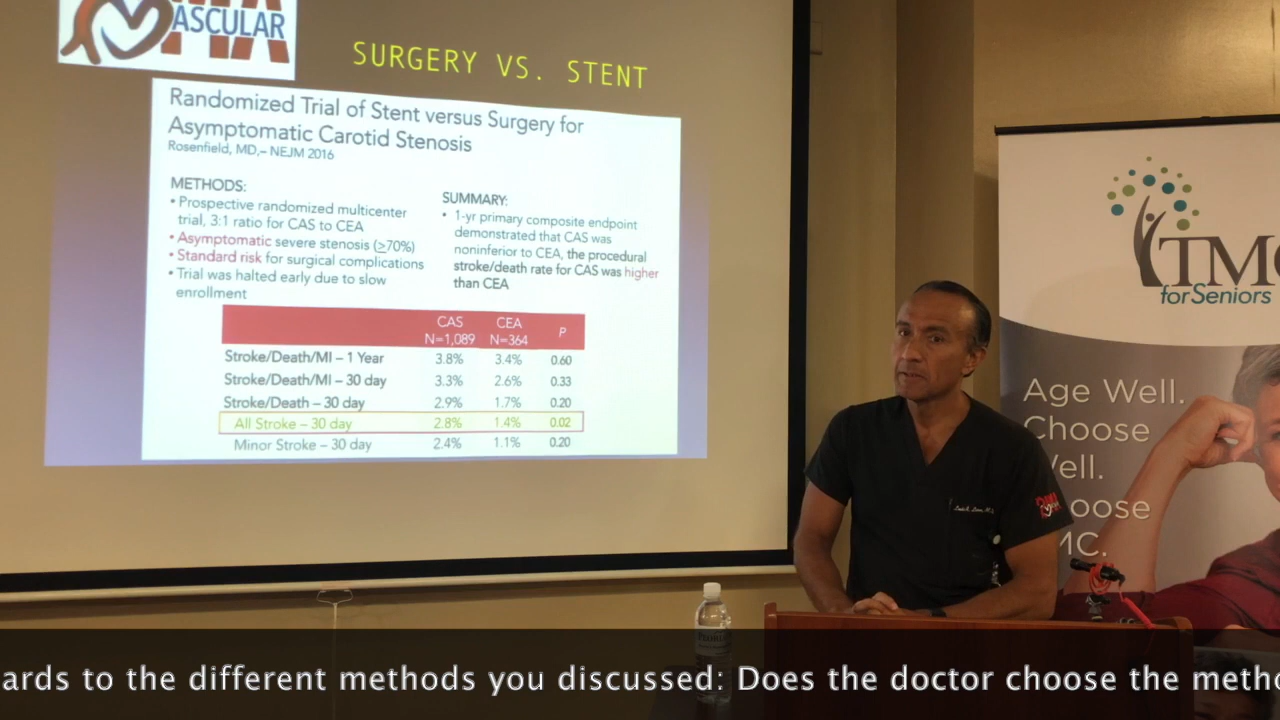 ASCULAR
SURGERY VS. STENT
Randomized Trial of Stent versus Surgery for
Asymptomatic Carotid Stenosis
Rosenfield, MD,– NEJM 2016
METHODS:
• Prospective randomized multicenter
trial, 3:1 ratio for CAS to CEA
• Asymptomatic severe stenosis (≥70%)
• Standard risk for surgical complications
• Trial was halted early due to slow
enrollment
SUMMARY:
• 1-yr primary composite endpoint
demonstrated that CAS was
noninferior to CEA, the procedural
stroke/death rate for CAS was higher
than CEA
CAS CEA P
N=1,089 N=364
Stroke/Death/MI – 1 Year 3.8% 3.4% 0.60
Stroke/Death/MI – 30 day 3.3% 2.6% 0.33
Stroke/Death – 30 day 2.9% 1.7% 0.20
All Stroke – 30 day 2.8% 1.4% 0.02
Minor Stroke – 30 day 2.4% 1.1% 0.20
TMC
for Seniors
Age Well.
Choose
Well.
Choose
TMC.
ards to the different methods you discussed: Does the doctor choose the metho